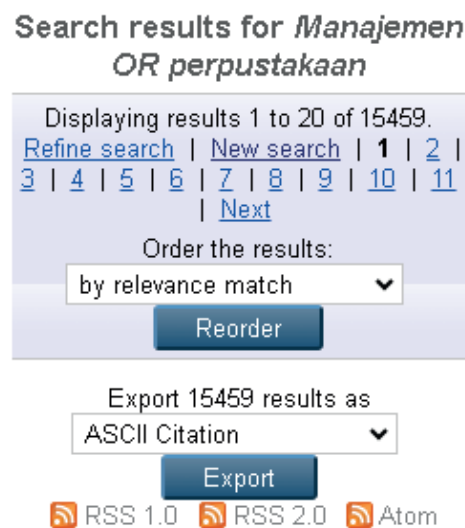 Search results for Manajemen
OR perpustakaan
Displaying results 1 to 20 of 15459.
Refine search | New search | 1 | 2 |
3 | 4 | 5 | 6 | 7 | 8 | 9 | 10 | 11
| Next
Order the results:
by relevance match
Reorder
Export 15459 results as
ASCII Citation
Export
RSS 1.0 RSS 2.0 Atom